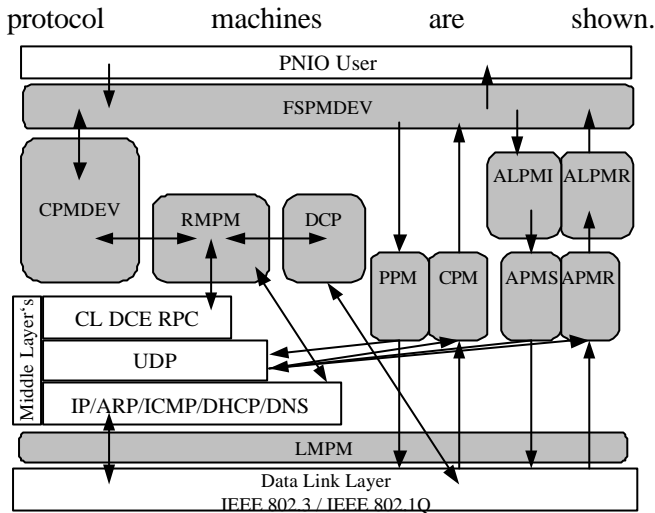 protocol machines are shown.
PNIO User
FSPMDEV
ALPMI ALPMR
CPMDEV
RMPM
DCP
PPM CPM
APMS APMR
Middle Layer‘s
CL DCE RPC
UDP
IP/ARP/ICMP/DHCP/DNS
LMPM
Data Link Layer
IEEE 802.3 / IEEE 802.1Q